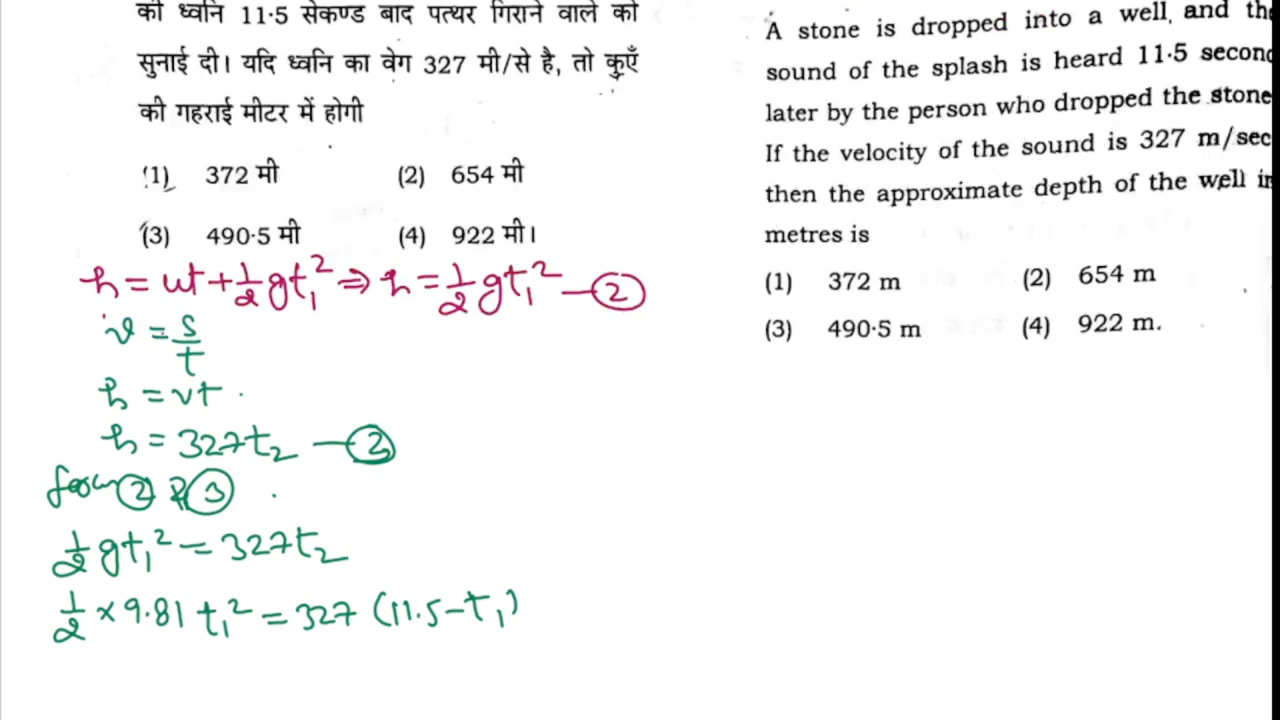 की ध्वनि 11·5 सेकण्ड बाद पत्थर गिराने वाले को
सुनाई दी। यदि ध्वनि का वेग 327 मी/से है, तो कुएँ
की गहराई मीटर में होगी
(1) 372 मी (2) 654 मी
(3) 490·5 मी (4) 922 मी।
h = ut + 1/2 gt₁² ⇒ h = 1/2 gt₁² — ②
v = s/t
h = vt
h = 327t₂ — ③
from ② & ③
1/2 gt₁² = 327t₂
1/2 × 9.81 t₁² = 327 (11.5 – t₁)
A stone is dropped into a well, and the
sound of the splash is heard 11·5 second
later by the person who dropped the stone
If the velocity of the sound is 327 m/sec
then the approximate depth of the well in
metres is
(1) 372 m (2) 654 m
(3) 490·5 m (4) 922 m.